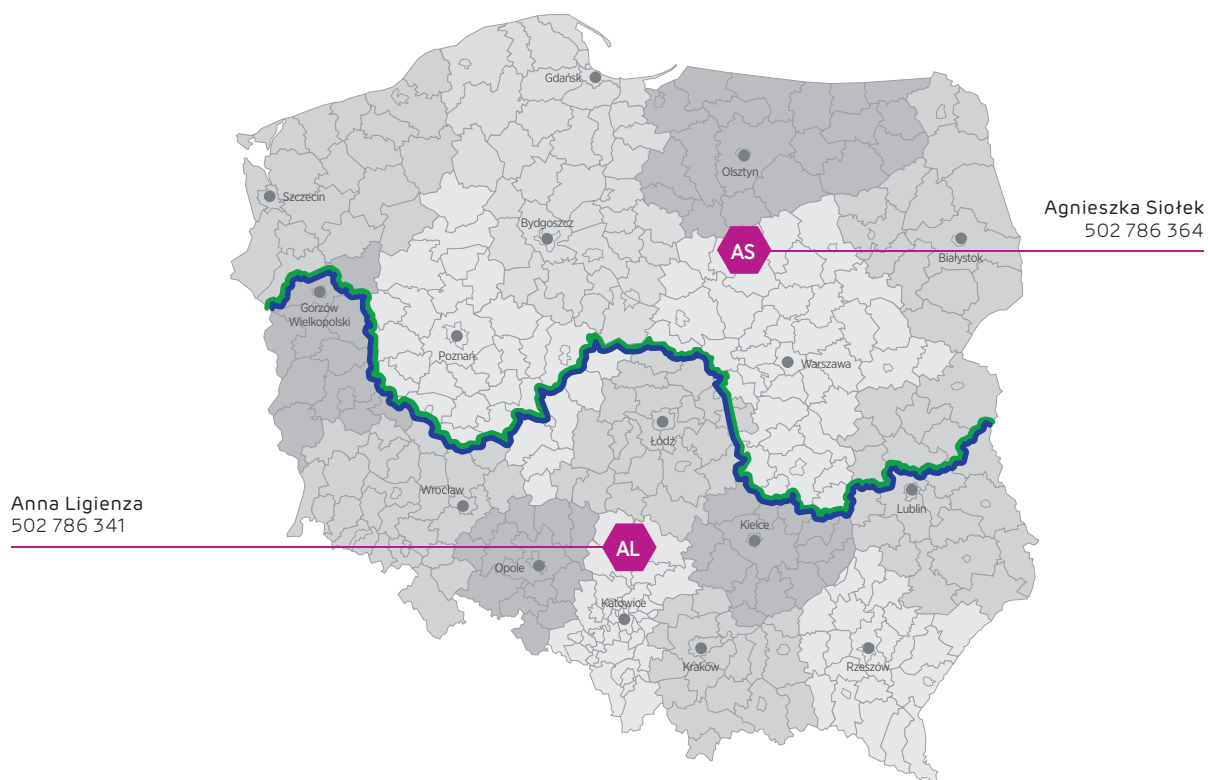 Gdańsk
Olsztyn
Szczecin
Agnieszka Siołek
502 786 364
Bydgoszcz
AS
Białystok
Gorzów
Wielkopolski
Poznań
Warszawa
Łódź
Wrocław
Anna Ligienza
502 786 341
Lublin
Kielce
AL
Opole
Katowice
Kraków
Rzeszów